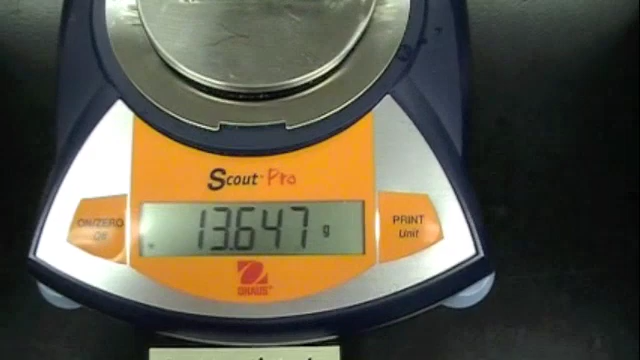 Scout Pro
ON/ZERO
Off
13.647 g
PRINT
Unit
OHAUS